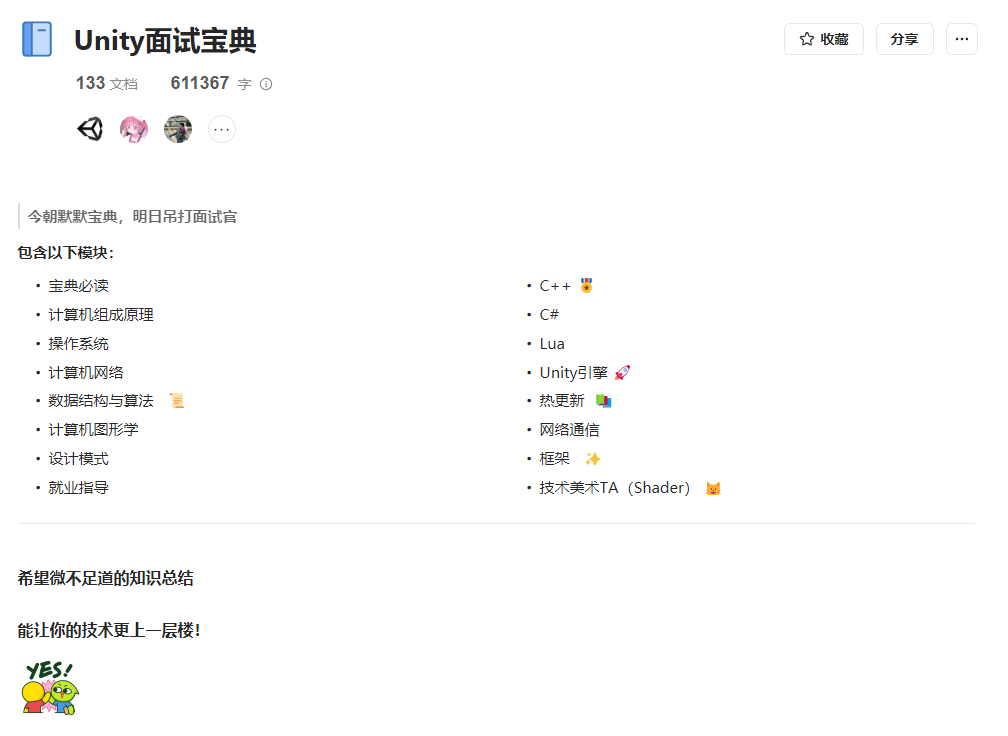 Unity面试宝典
收藏
分享
133 文档 611367 字
今朝默默宝典，明日吊打面试官
包含以下模块：
宝典必读
计算机组成原理
操作系统
计算机网络
数据结构与算法
计算机图形学
设计模式
就业指导
C++
C#
Lua
Unity引擎
热更新
网络通信
框架
技术美术TA（Shader）
希望微不足道的知识总结
能让你的技术更上一层楼！
YES!